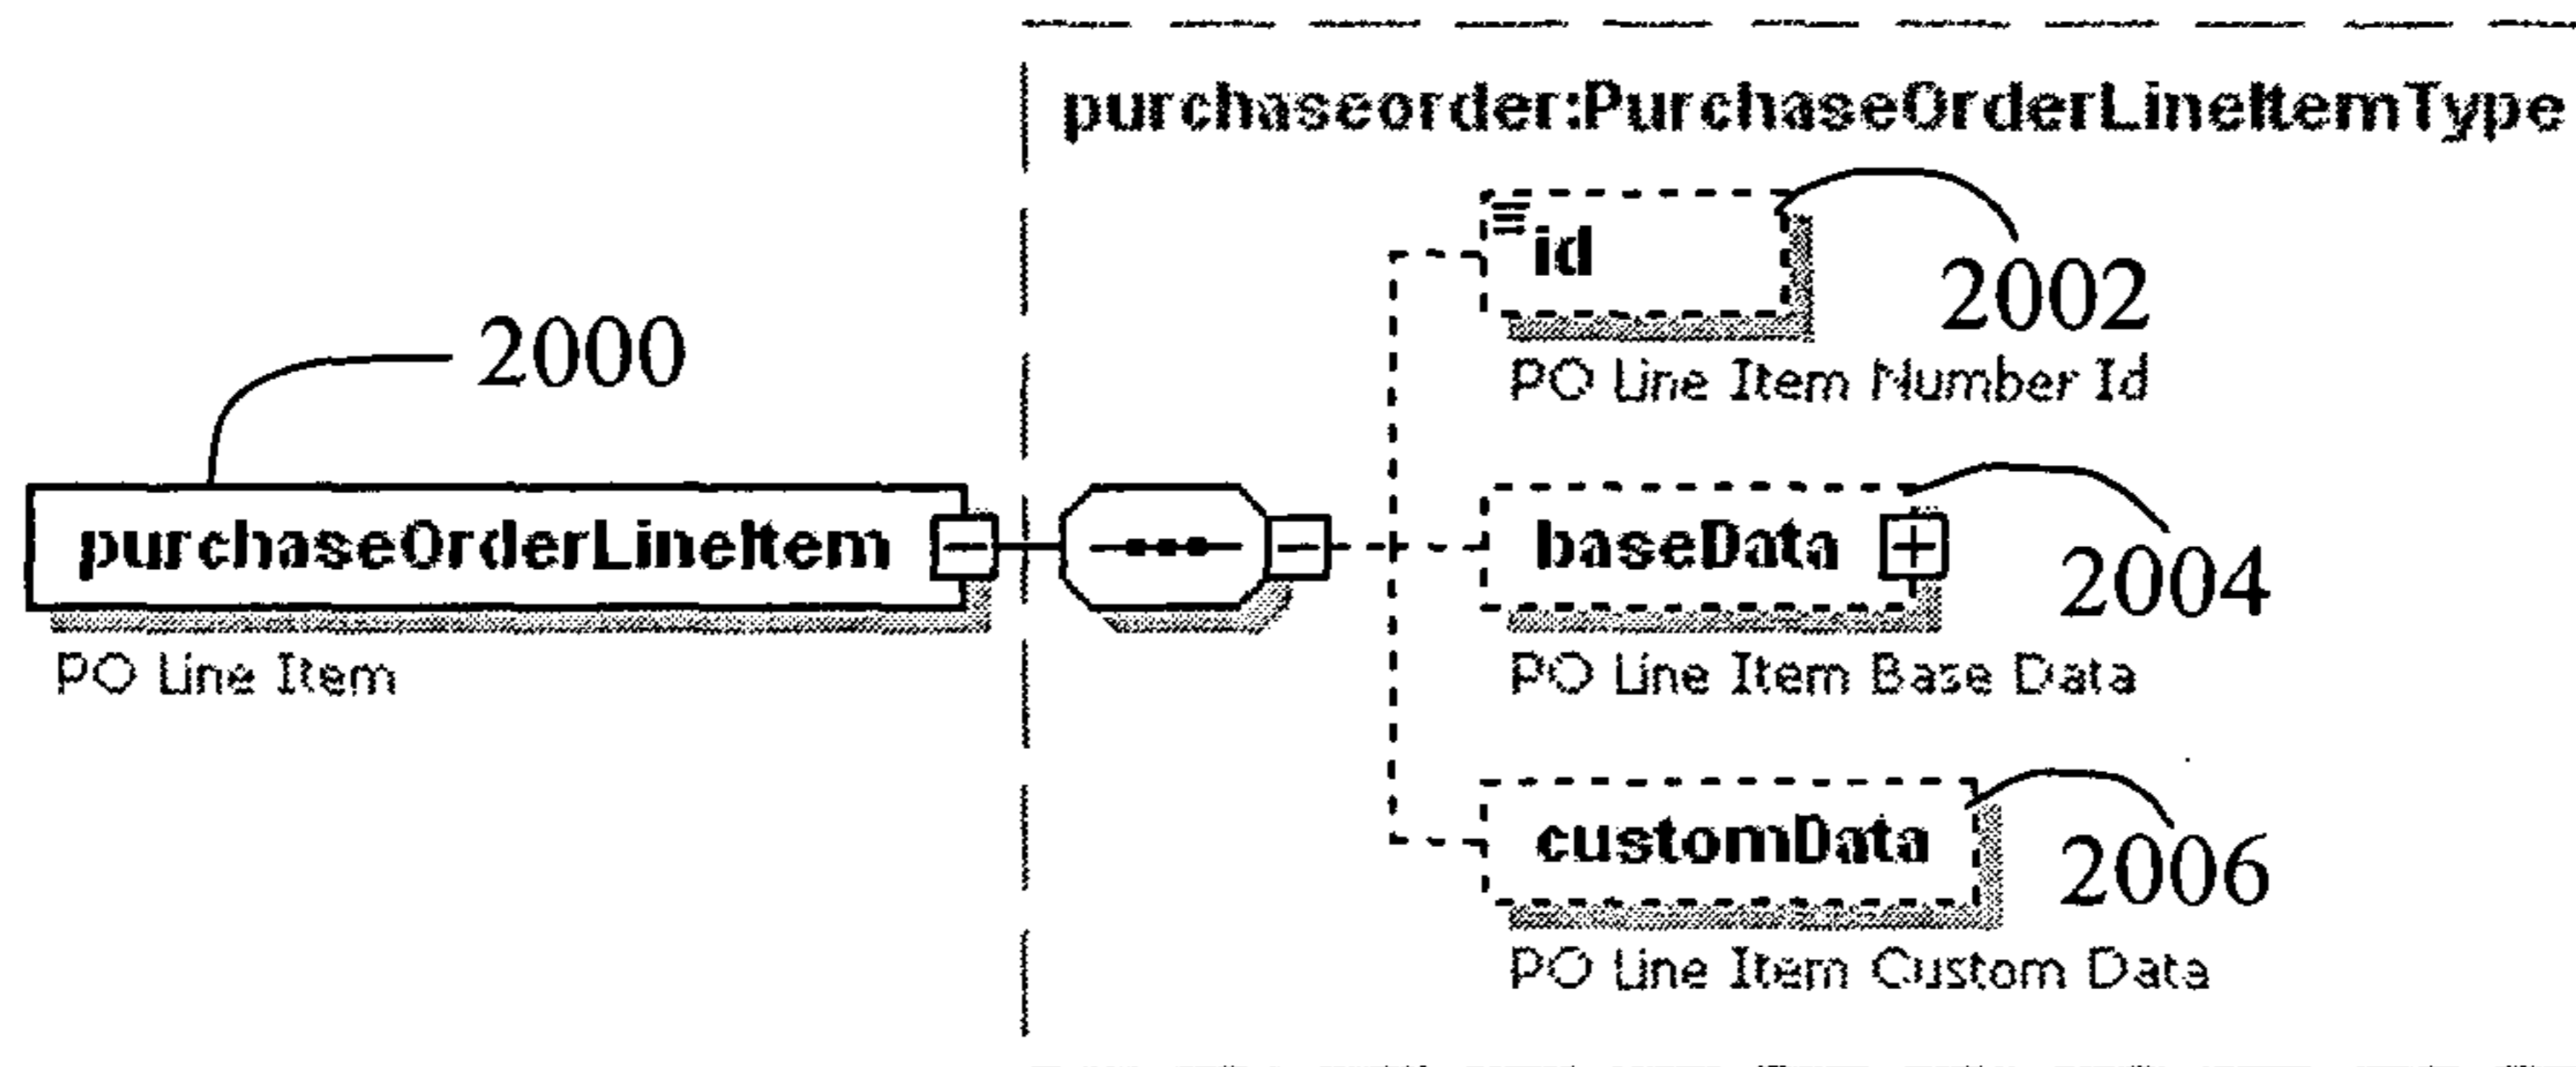 purchaseorder:PurchaseOrderLineItemType
id
2002
PO Line Item Number Id
2000
purchaseOrderLineItem
PO Line Item
baseData
2004
PO Line Item Base Data
customData
2006
PO Line Item Custom Data